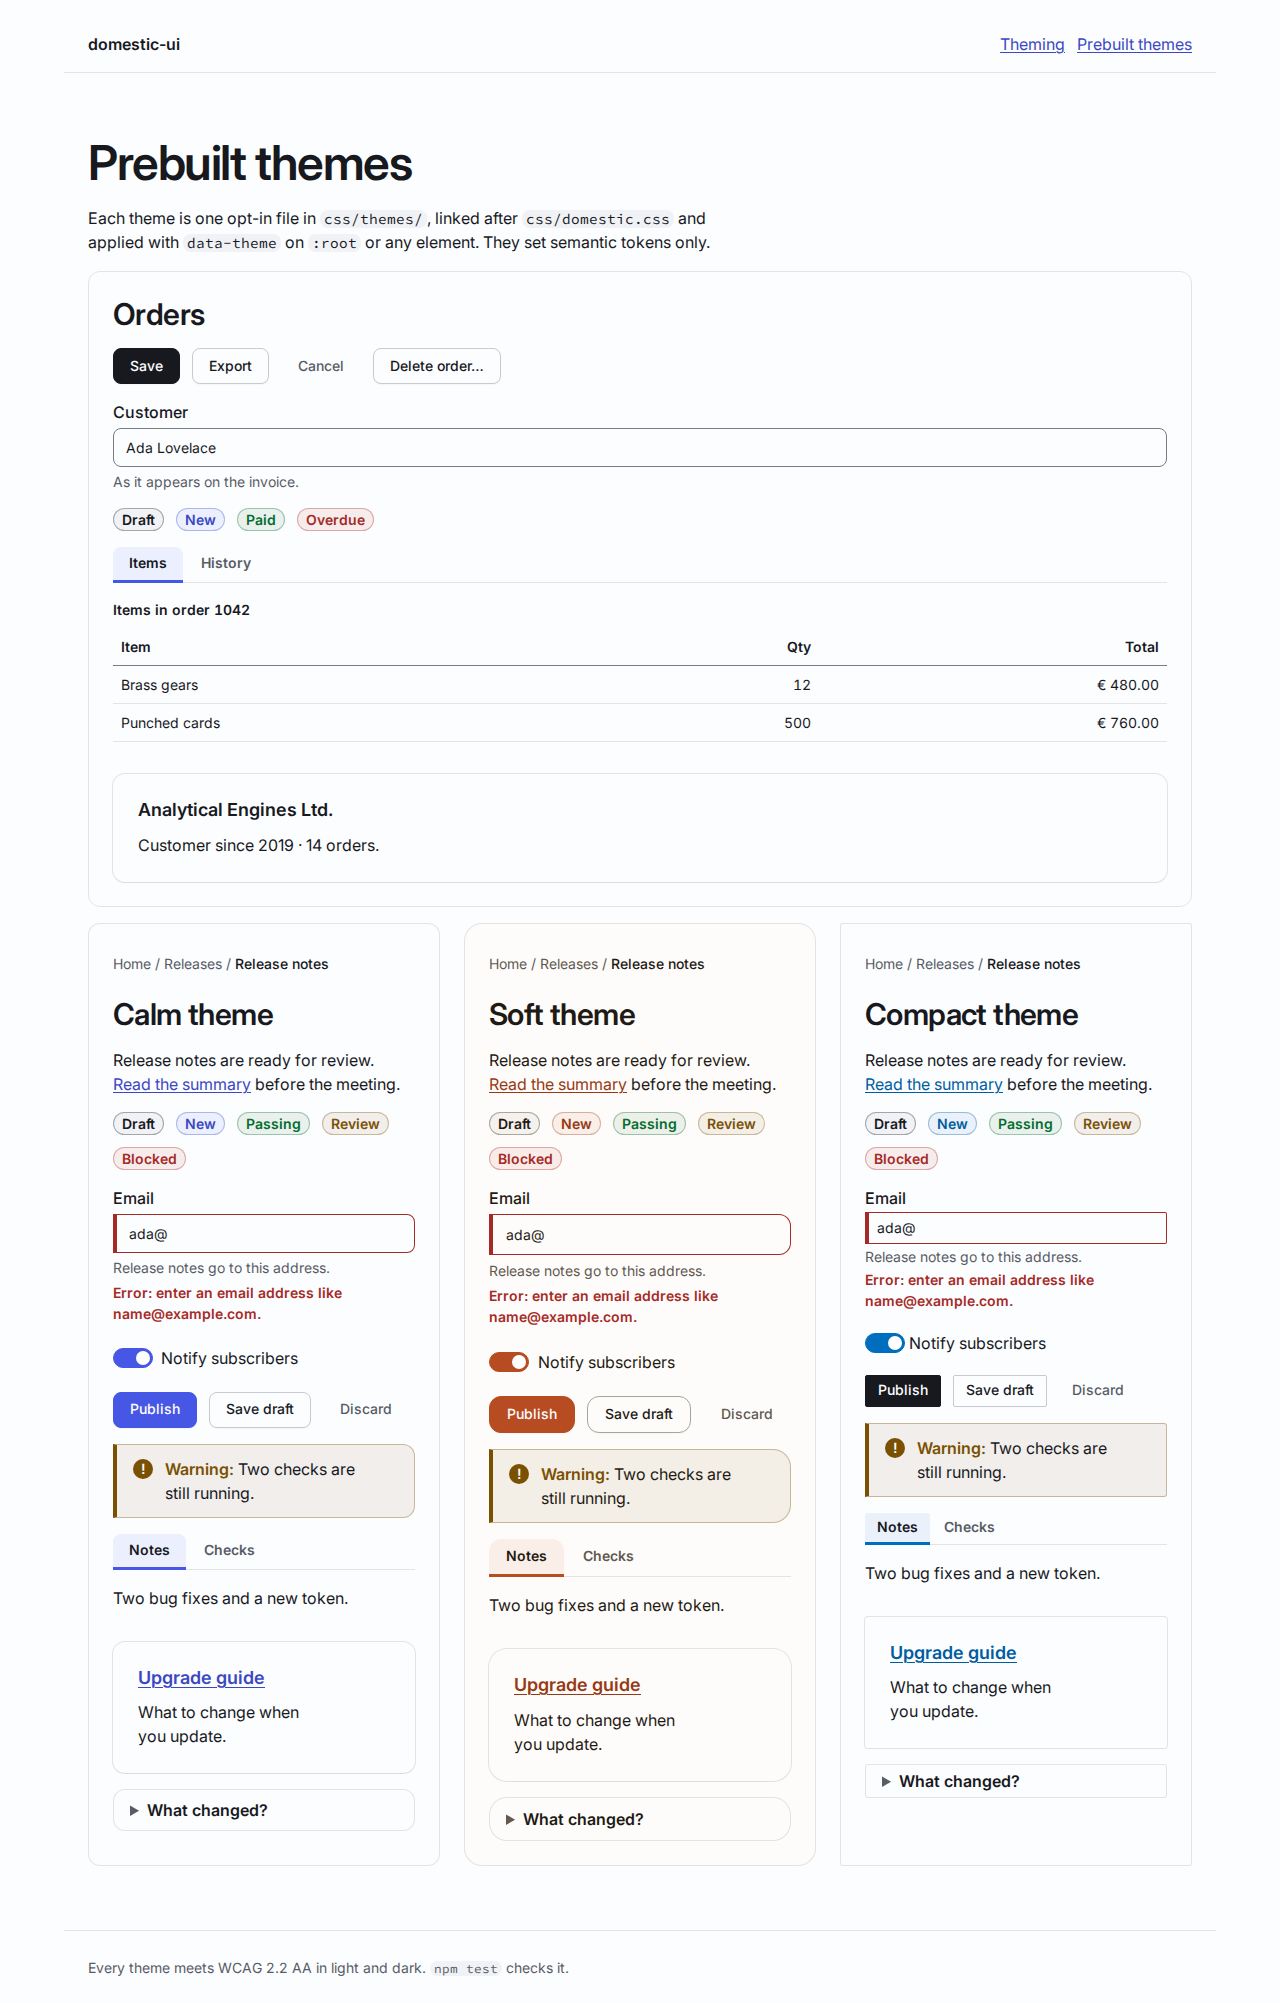 domestic-ui
Theming Prebuilt themes
Prebuilt themes
Each theme is one opt-in file in css/themes/, linked after css/domestic.css and
applied with data-theme on :root or any element. They set semantic tokens only.
Orders
Save Export Cancel Delete order...
Customer
Ada Lovelace
As it appears on the invoice.
Draft New Paid Overdue
Items History
Items in order 1042
Item Qty Total
Brass gears 12 € 480.00
Punched cards 500 € 760.00
Analytical Engines Ltd.
Customer since 2019 · 14 orders.
Home / Releases / Release notes
Calm theme
Release notes are ready for review.
Read the summary before the meeting.
Draft New Passing Review
Blocked
Email
ada@
Release notes go to this address.
Error: enter an email address like
name@example.com.
Notify subscribers
Publish Save draft Discard
! Warning: Two checks are
still running.
Notes Checks
Two bug fixes and a new token.
Upgrade guide
What to change when
you update.
What changed?
Home / Releases / Release notes
Soft theme
Release notes are ready for review.
Read the summary before the meeting.
Draft New Passing Review
Blocked
Email
ada@
Release notes go to this address.
Error: enter an email address like
name@example.com.
Notify subscribers
Publish Save draft Discard
! Warning: Two checks are
still running.
Notes Checks
Two bug fixes and a new token.
Upgrade guide
What to change when
you update.
What changed?
Home / Releases / Release notes
Compact theme
Release notes are ready for review.
Read the summary before the meeting.
Draft New Passing Review
Blocked
Email
ada@
Release notes go to this address.
Error: enter an email address like
name@example.com.
Notify subscribers
Publish Save draft Discard
! Warning: Two checks are
still running.
Notes Checks
Two bug fixes and a new token.
Upgrade guide
What to change when
you update.
What changed?
Every theme meets WCAG 2.2 AA in light and dark. npm test checks it.